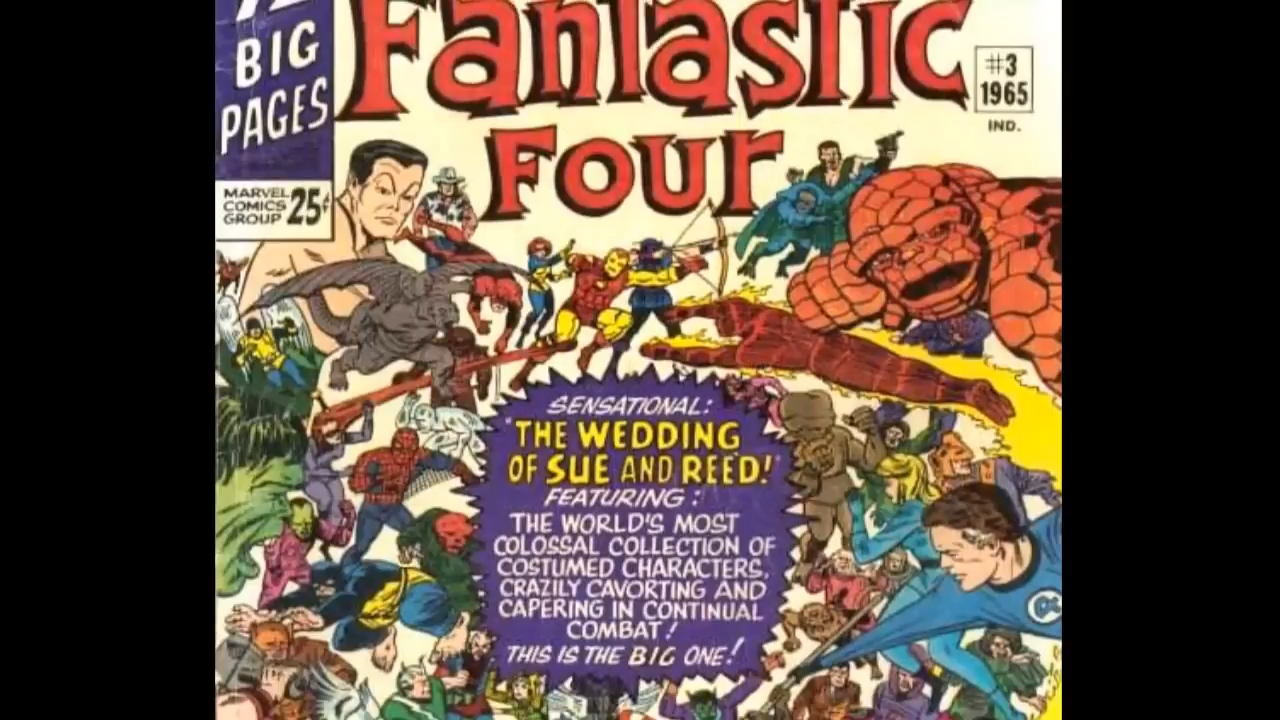 BIG
PAGES
MARVEL
COMICS
GROUP
25¢
Fantastic
Four
#3
1965
IND.
SENSATIONAL:
"THE WEDDING
OF SUE AND REED!"
FEATURING:
THE WORLD'S MOST
COLOSSAL COLLECTION OF
COSTUMED CHARACTERS,
CRAZILY CAVORTING AND
CAPERING IN CONTINUAL
COMBAT!
THIS IS THE BIG ONE!